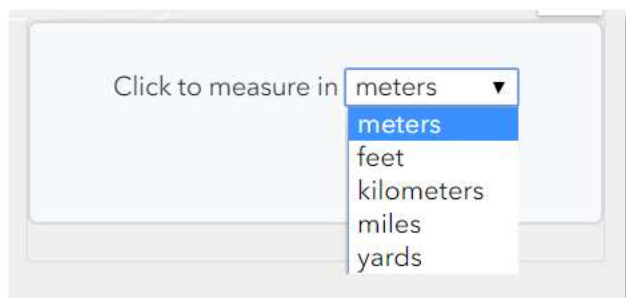 Click to measure in meters ▼
meters
feet
kilometers
miles
yards